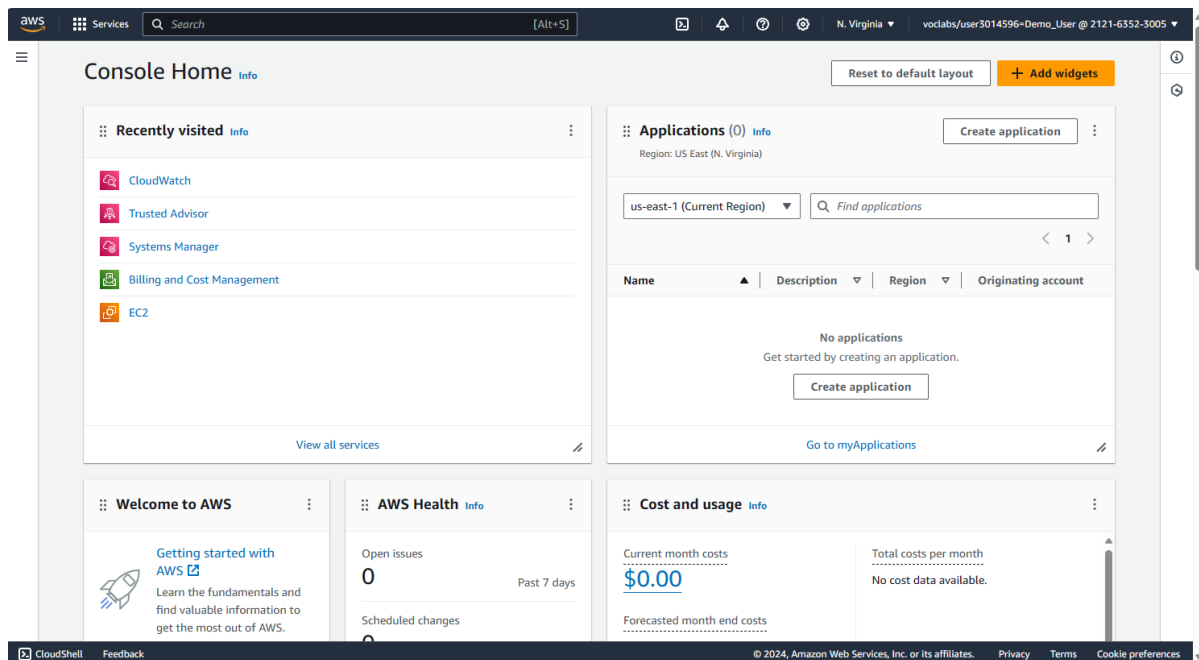 aws
Services
Search
[Alt+S]
N. Virginia
voclabs/user3014596=Demo_User @ 2121-6352-3005
Console Home Info
Reset to default layout
Add widgets
Recently visited Info
CloudWatch
Trusted Advisor
Systems Manager
Billing and Cost Management
EC2
View all services
Applications (0) Info
Region: US East (N. Virginia)
Create application
us-east-1 (Current Region)
Find applications
1
Name
Description
Region
Originating account
No applications
Get started by creating an application.
Create application
Go to myApplications
Welcome to AWS
Getting started with
AWS
Learn the fundamentals and
find valuable information to
get the most out of AWS.
AWS Health Info
Open issues
0
Past 7 days
Scheduled changes
Cost and usage Info
Current month costs
$0.00
Forecasted month end costs
Total costs per month
No cost data available.
CloudShell
Feedback
© 2024, Amazon Web Services, Inc. or its affiliates.
Privacy
Terms
Cookie preferences